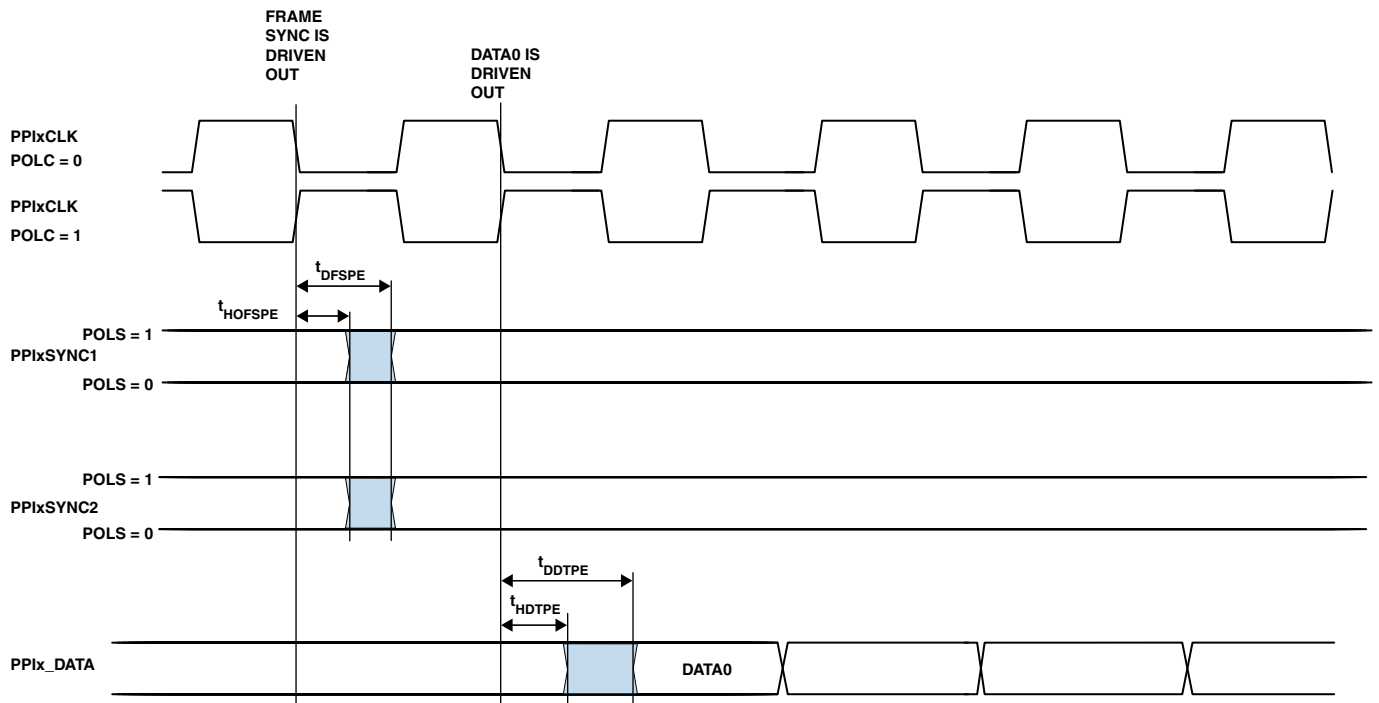 FRAME
SYNC IS
DRIVEN
OUT
DATA0 IS
DRIVEN
OUT
PPIxCLK
POLC = 0
PPIxCLK
POLC = 1
tDFSPE
tHOFSPE
POLS = 1
PPIxSYNC1
POLS = 0
POLS = 1
PPIxSYNC2
POLS = 0
tDDTPE
tHDTPE
PPIx_DATA
DATA0